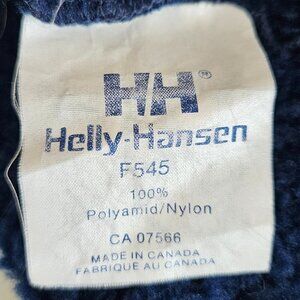 HH®
Helly-Hansen
F545
100%
Polyamid/Nylon
CA 07566
MADE IN CANADA
FABRIQUE AU CANADA